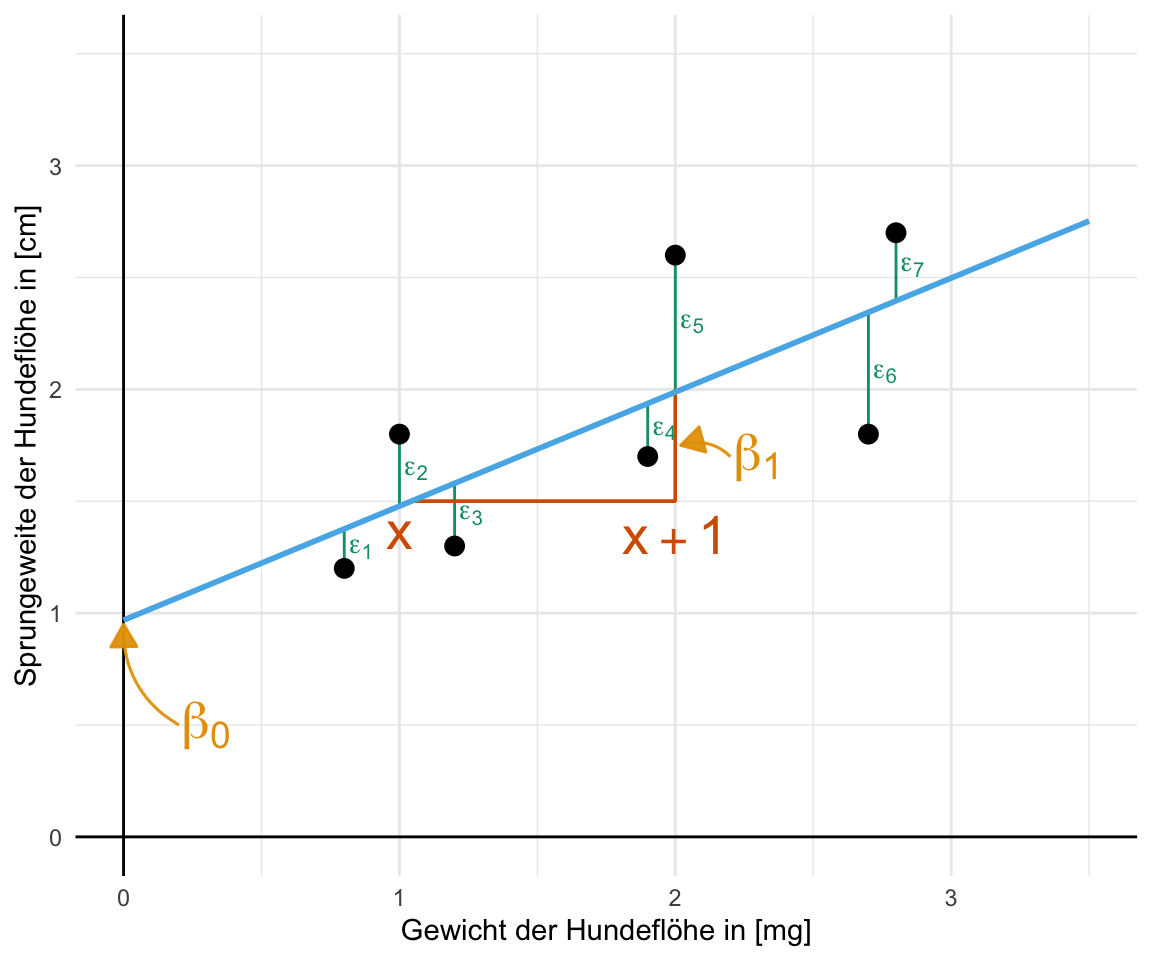 Sprungeweite der Hundeflöhe in [cm]
3
2
1
0
ε7
ε5
ε6
ε4
β1
ε2
ε3
x
x + 1
ε1
β0
0
1
2
3
Gewicht der Hundeflöhe in [mg]